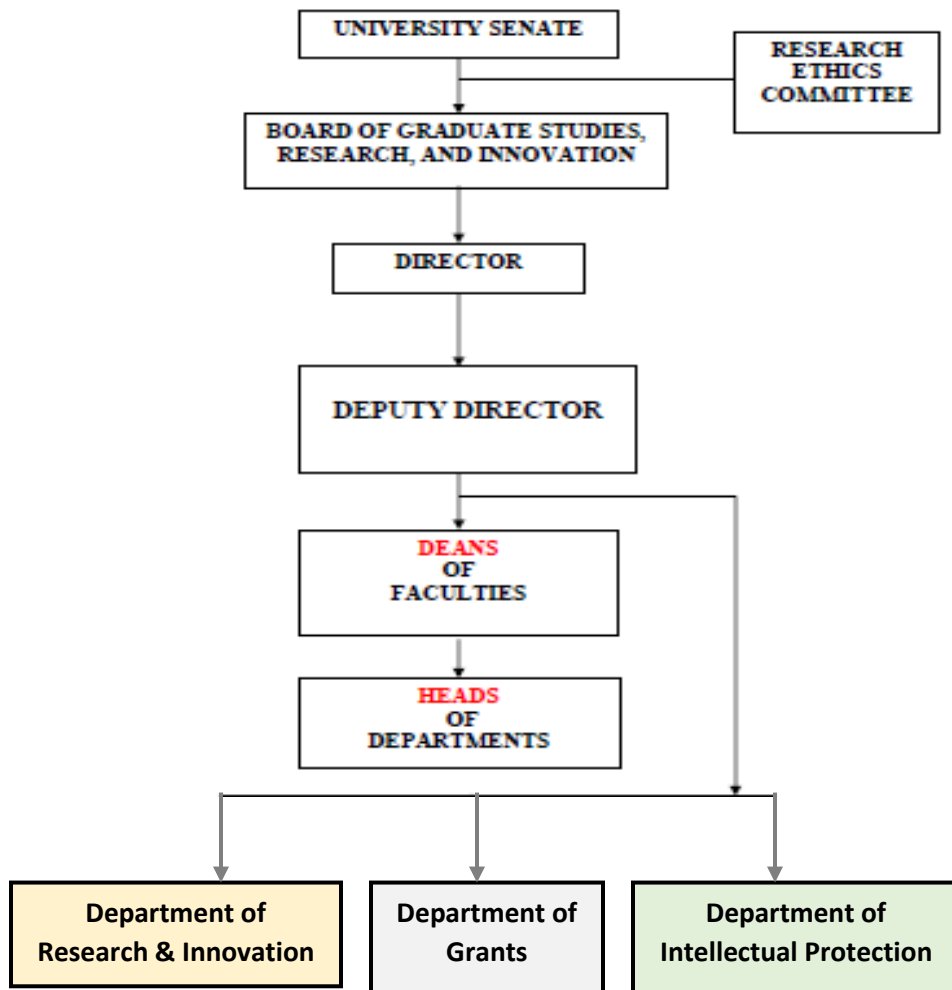 UNIVERSITY SENATE
RESEARCH
ETHICS
COMMITTEE
BOARD OF GRADUATE STUDIES,
RESEARCH, AND INNOVATION
DIRECTOR
DEPUTY DIRECTOR
DEANS
OF
FACULTIES
HEADS
OF
DEPARTMENTS
Department of
Research & Innovation
Department of
Grants
Department of
Intellectual Protection